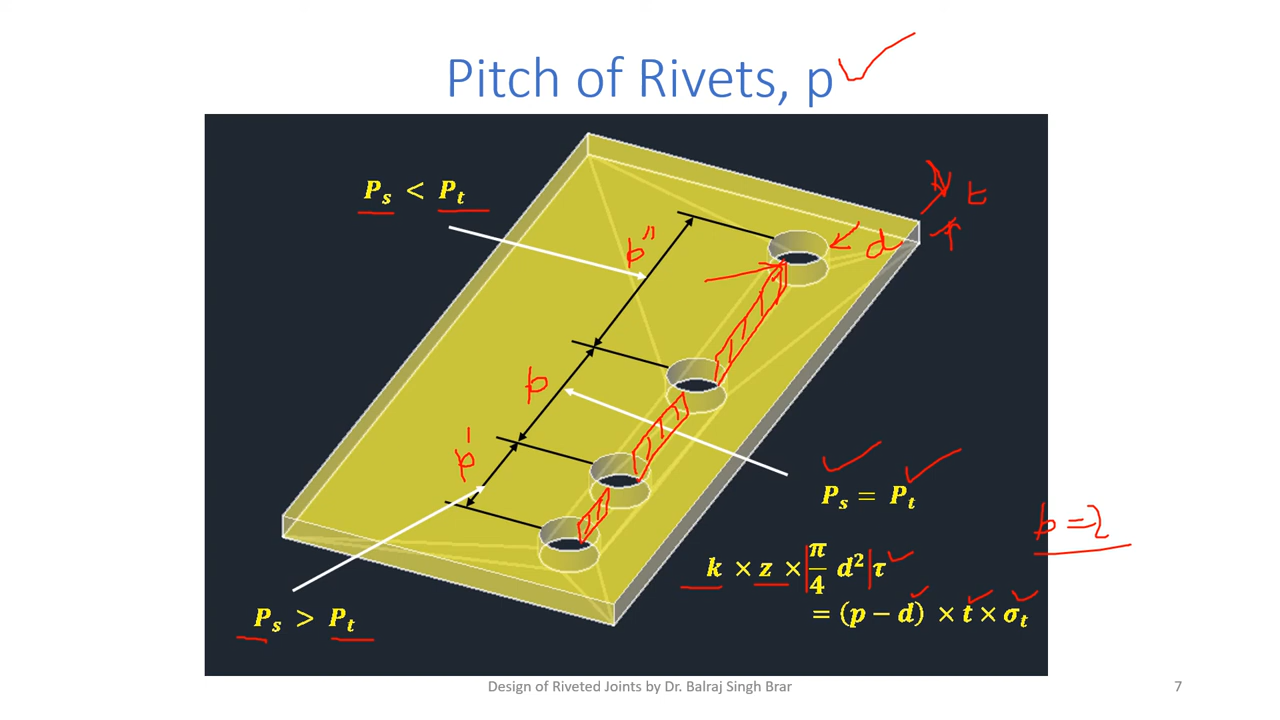 Pitch of Rivets, p
Ps < Pt
t
p''
d
p
p'
Ps = Pt
p = ?
k × z × |π/4 d²| τ
= (p − d) × t × σt
Ps > Pt
Design of Riveted Joints by Dr. Balraj Singh Brar
7